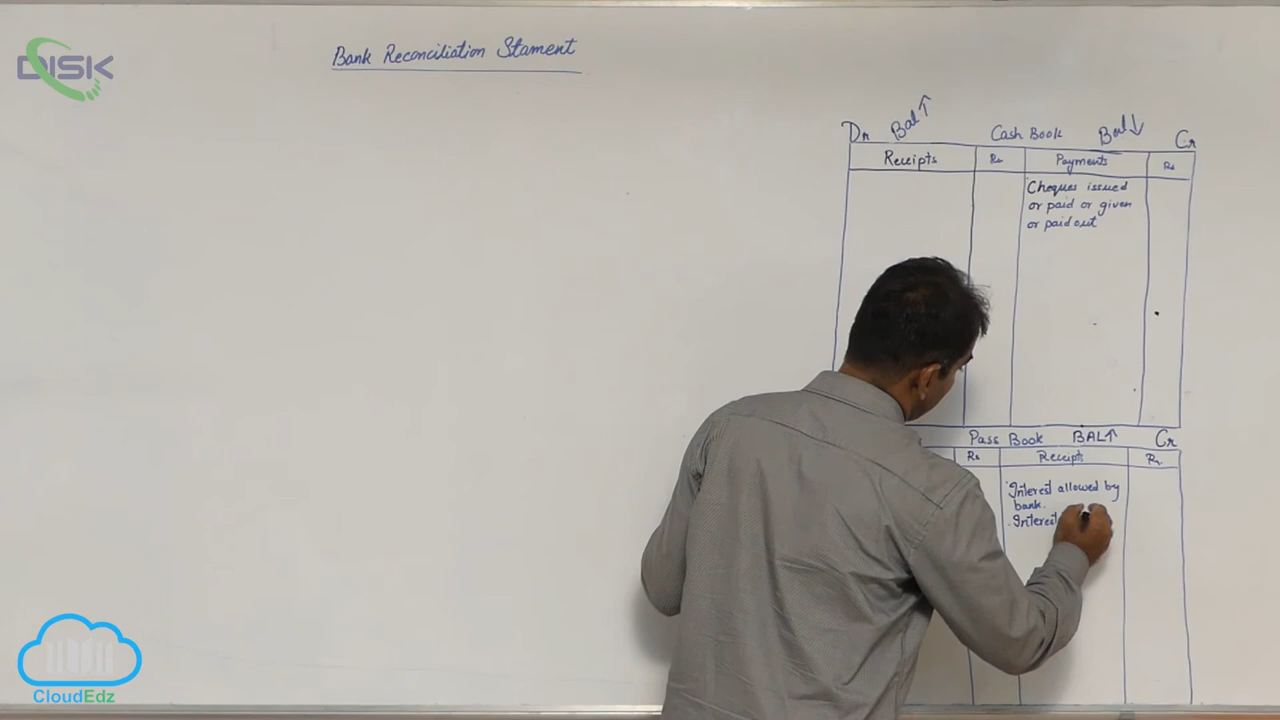 DISK
Bank Reconciliation Stament
Dr Bal↑ Cash Book Bal↓ Cr
Receipts Rs Payments Rs
Cheques issued
or paid or given
or paid out
Pass Book BAL↑ Cr
Rs Receipts Rs
Interest allowed by
bank.
Interest
CloudEdz